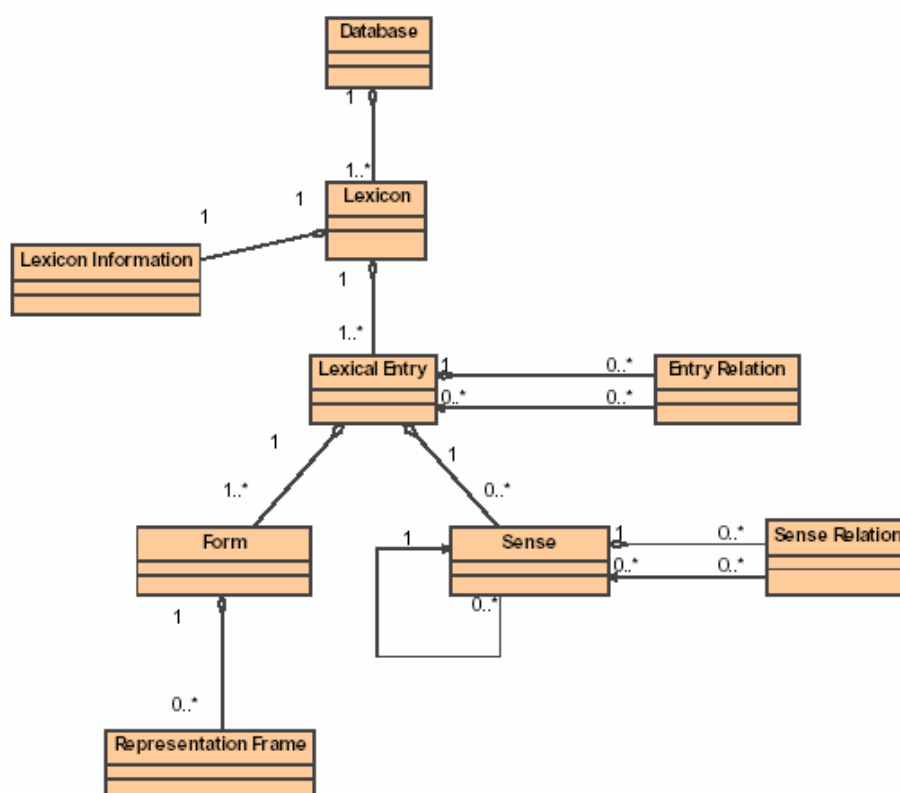 Database
1
1..*
Lexicon
1
1
Lexicon Information
1
1..*
Lexical Entry
1
0..*
Entry Relation
0..*
0..*
1
1
1..*
0..*
Form
Sense
1
1
0..*
Sense Relation
0..*
0..*
0..*
1
0..*
Representation Frame